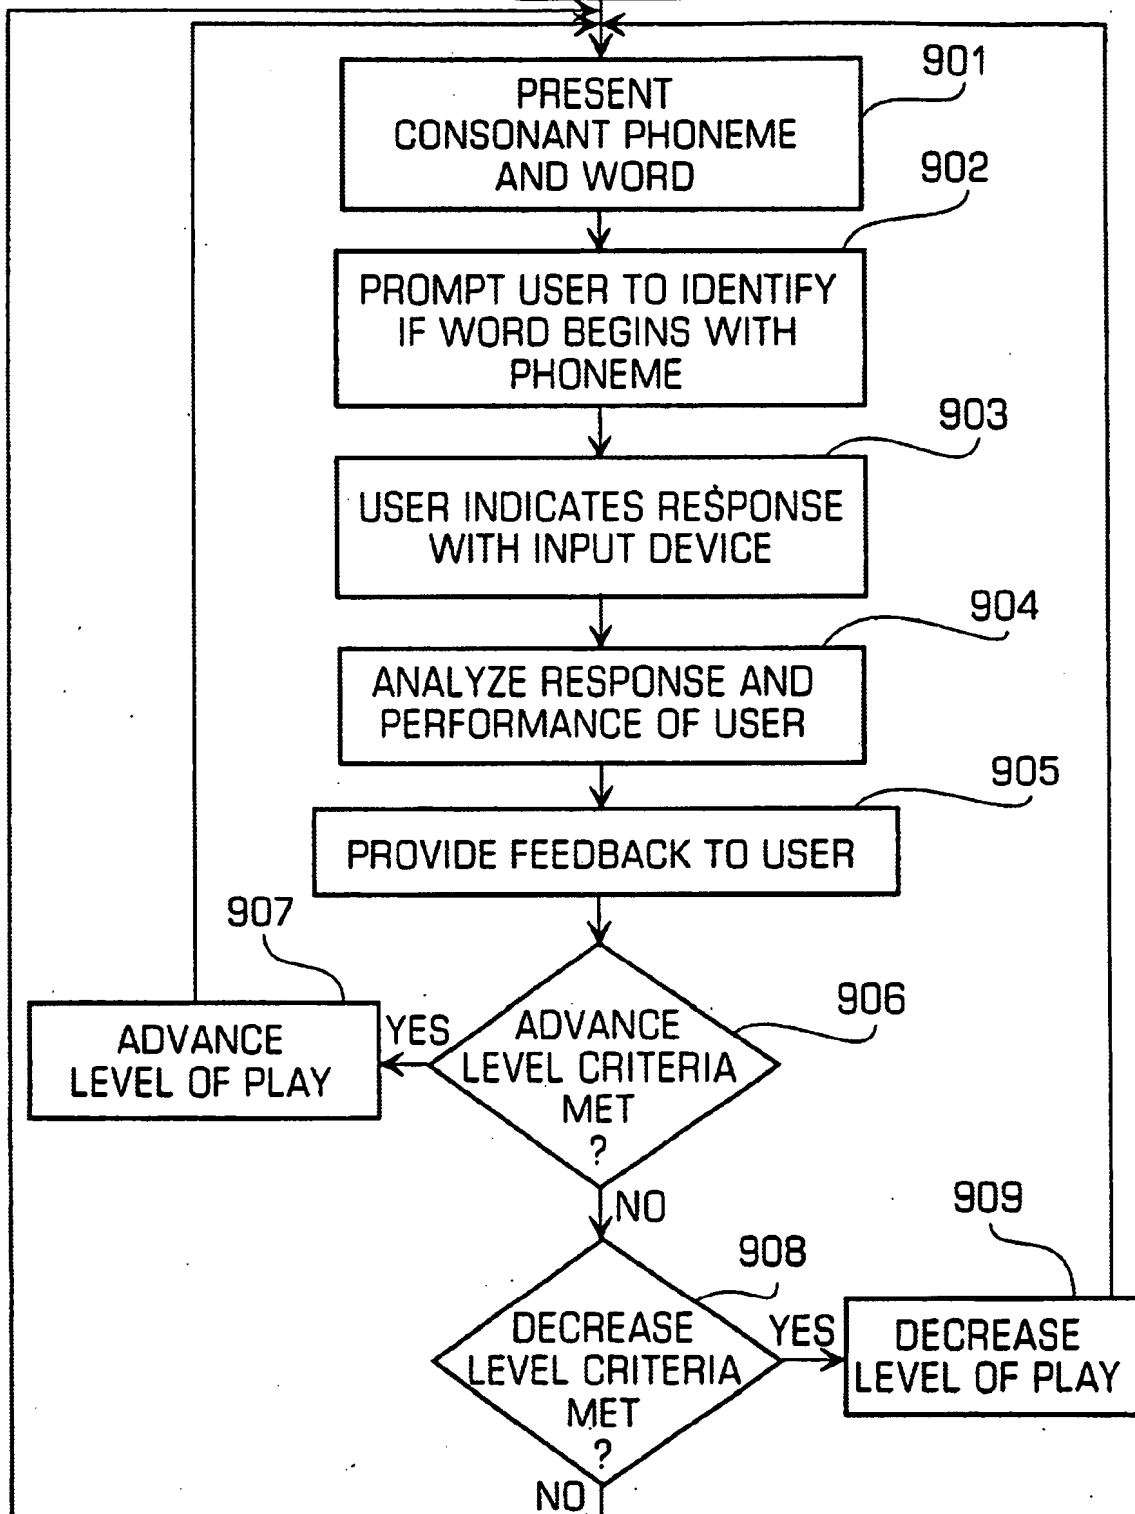 901
PRESENT
CONSONANT PHONEME
AND WORD
902
PROMPT USER TO IDENTIFY
IF WORD BEGINS WITH
PHONEME
903
USER INDICATES RESPONSE
WITH INPUT DEVICE
904
ANALYZE RESPONSE AND
PERFORMANCE OF USER
905
PROVIDE FEEDBACK TO USER
907
906
ADVANCE
LEVEL OF PLAY
YES
ADVANCE
LEVEL CRITERIA
MET
?
NO
909
908
DECREASE
LEVEL CRITERIA
MET
?
YES
DECREASE
LEVEL OF PLAY
NO